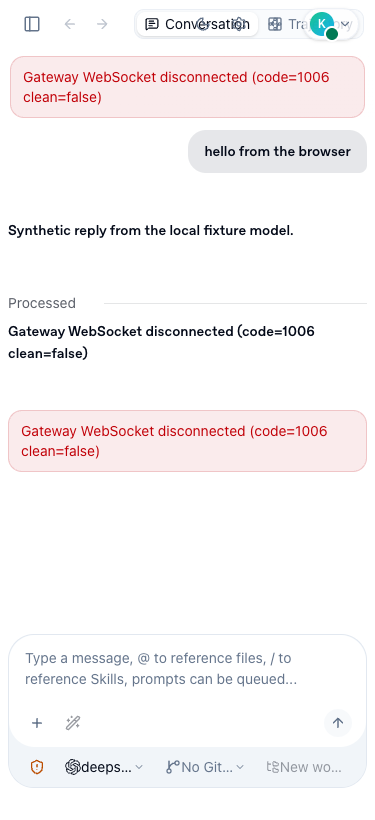 Conversation
K
Gateway WebSocket disconnected (code=1006
clean=false)
hello from the browser
Synthetic reply from the local fixture model.
Processed
Gateway WebSocket disconnected (code=1006
clean=false)
Gateway WebSocket disconnected (code=1006
clean=false)
Type a message, @ to reference files, / to
reference Skills, prompts can be queued...
deeps...
No Git...
New wo...